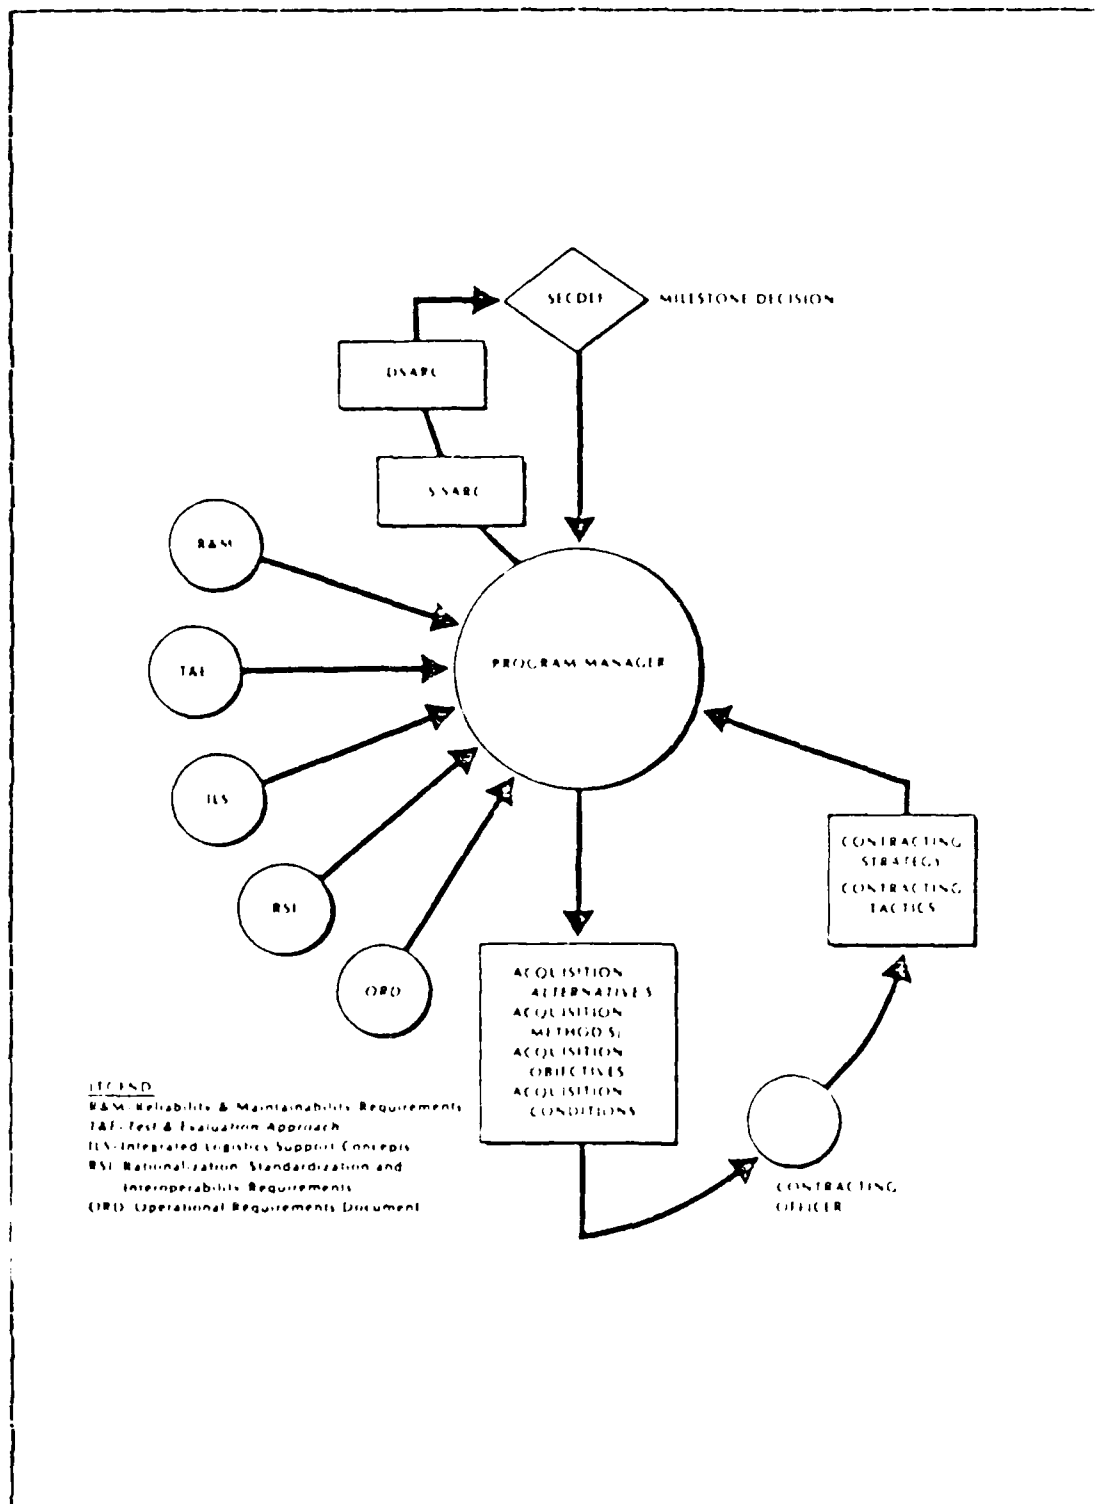 SECDEF
MILESTONE DECISION
DSARC
S SARC
R&M
T&E
PROGRAM MANAGER
ILS
RSI
ORD
CONTRACTING
STRATEGY
CONTRACTING
TACTICS
ACQUISITION
ALTERNATIVES
ACQUISITION
METHODS;
ACQUISITION
OBJECTIVES
ACQUISITION
CONDITIONS
LEGEND
R&M-Reliability & Maintainability Requirements
T&E-Test & Evaluation Approach
ILS-Integrated Logistics Support Concepts
RSI-Rationalization, Standardization and
Interoperability Requirements
ORD-Operational Requirements Document
CONTRACTING
OFFICER